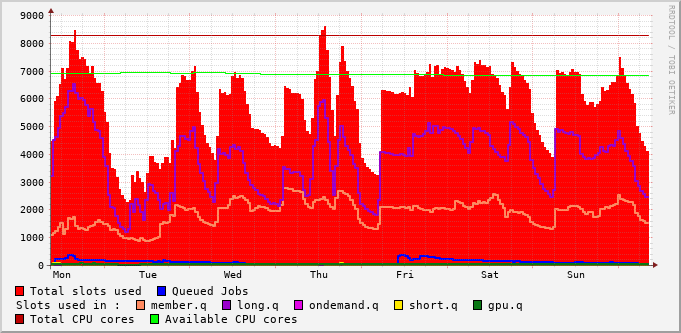 9000
8000
7000
6000
5000
4000
3000
2000
1000
0
Mon Tue Wed Thu Fri Sat Sun
RRDTOOL / TOBI OETIKER
Total slots used Queued Jobs
Slots used in : member.q long.q ondemand.q short.q gpu.q
Total CPU cores Available CPU cores